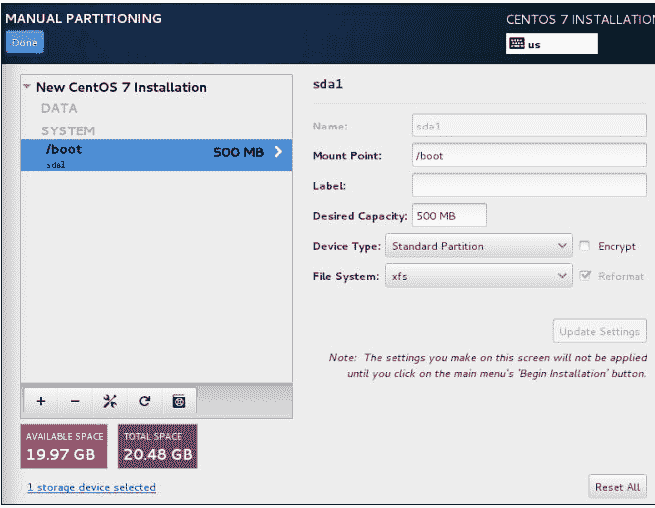 MANUAL PARTITIONING
CENTOS 7 INSTALLATIO
Done
us
New CentOS 7 Installation
DATA
SYSTEM
/boot 500 MB
sda1
sda1
Name: sda1
Mount Point: /boot
Label:
Desired Capacity: 500 MB
Device Type: Standard Partition Encrypt
File System: xfs Reformat
Update Settings
Note: The settings you make on this screen will not be applied
until you click on the main menu's 'Begin Installation' button.
+ -
AVAILABLE SPACE
19.97 GB
TOTAL SPACE
20.48 GB
1 storage device selected
Reset All